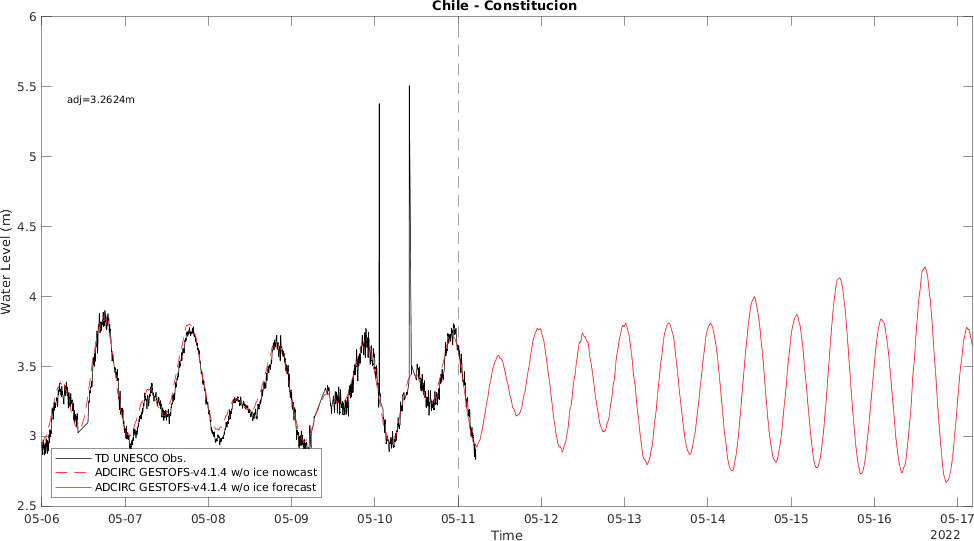 Chile - Constitucion
6
5.5
5
4.5
4
3.5
3
2.5
Water Level (m)
adj=3.2624m
TD UNESCO Obs.
ADCIRC GESTOFS-v4.1.4 w/o ice nowcast
ADCIRC GESTOFS-v4.1.4 w/o ice forecast
05-06 05-07 05-08 05-09 05-10 05-11 05-12 05-13 05-14 05-15 05-16 05-17
Time
2022